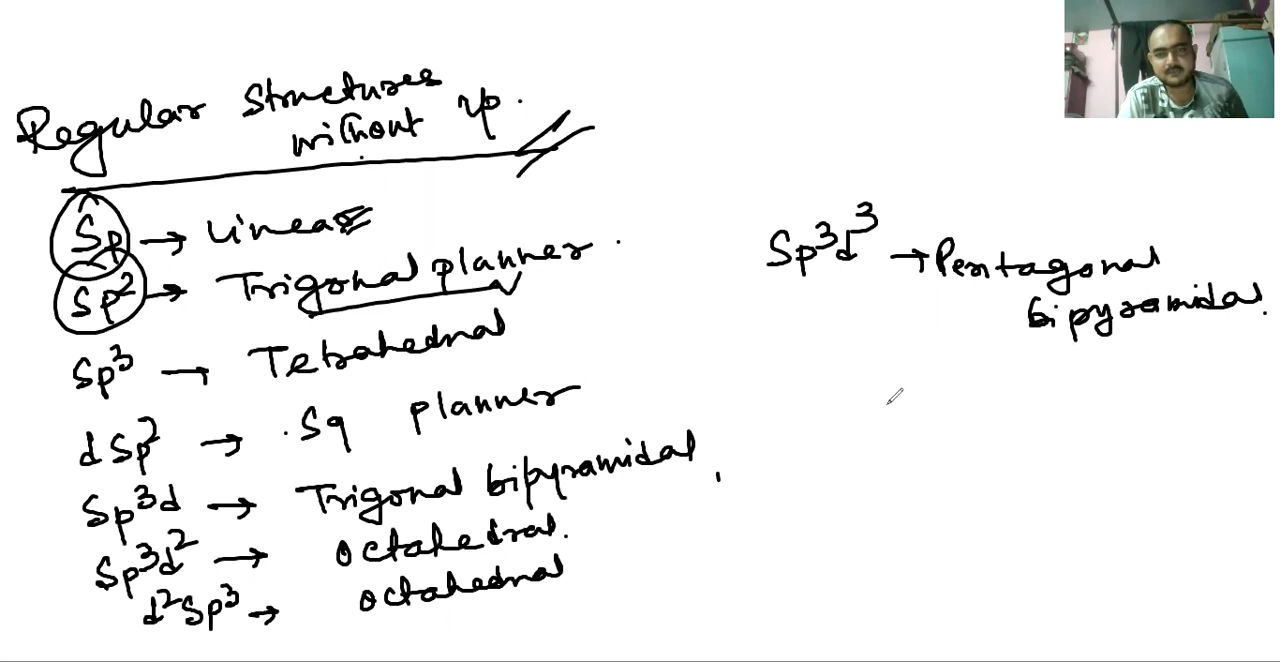 Regular Structures
without lp.
Sp → Linear
Sp² → Trigonal planner.
Sp³ → Tetrahedral
dSp² → Sq planner
Sp³d → Trigonal bipyramidal,
Sp³d² → Octahedral.
d²Sp³ → Octahedral
Sp³d³ → Pentagonal
bipyramidal.